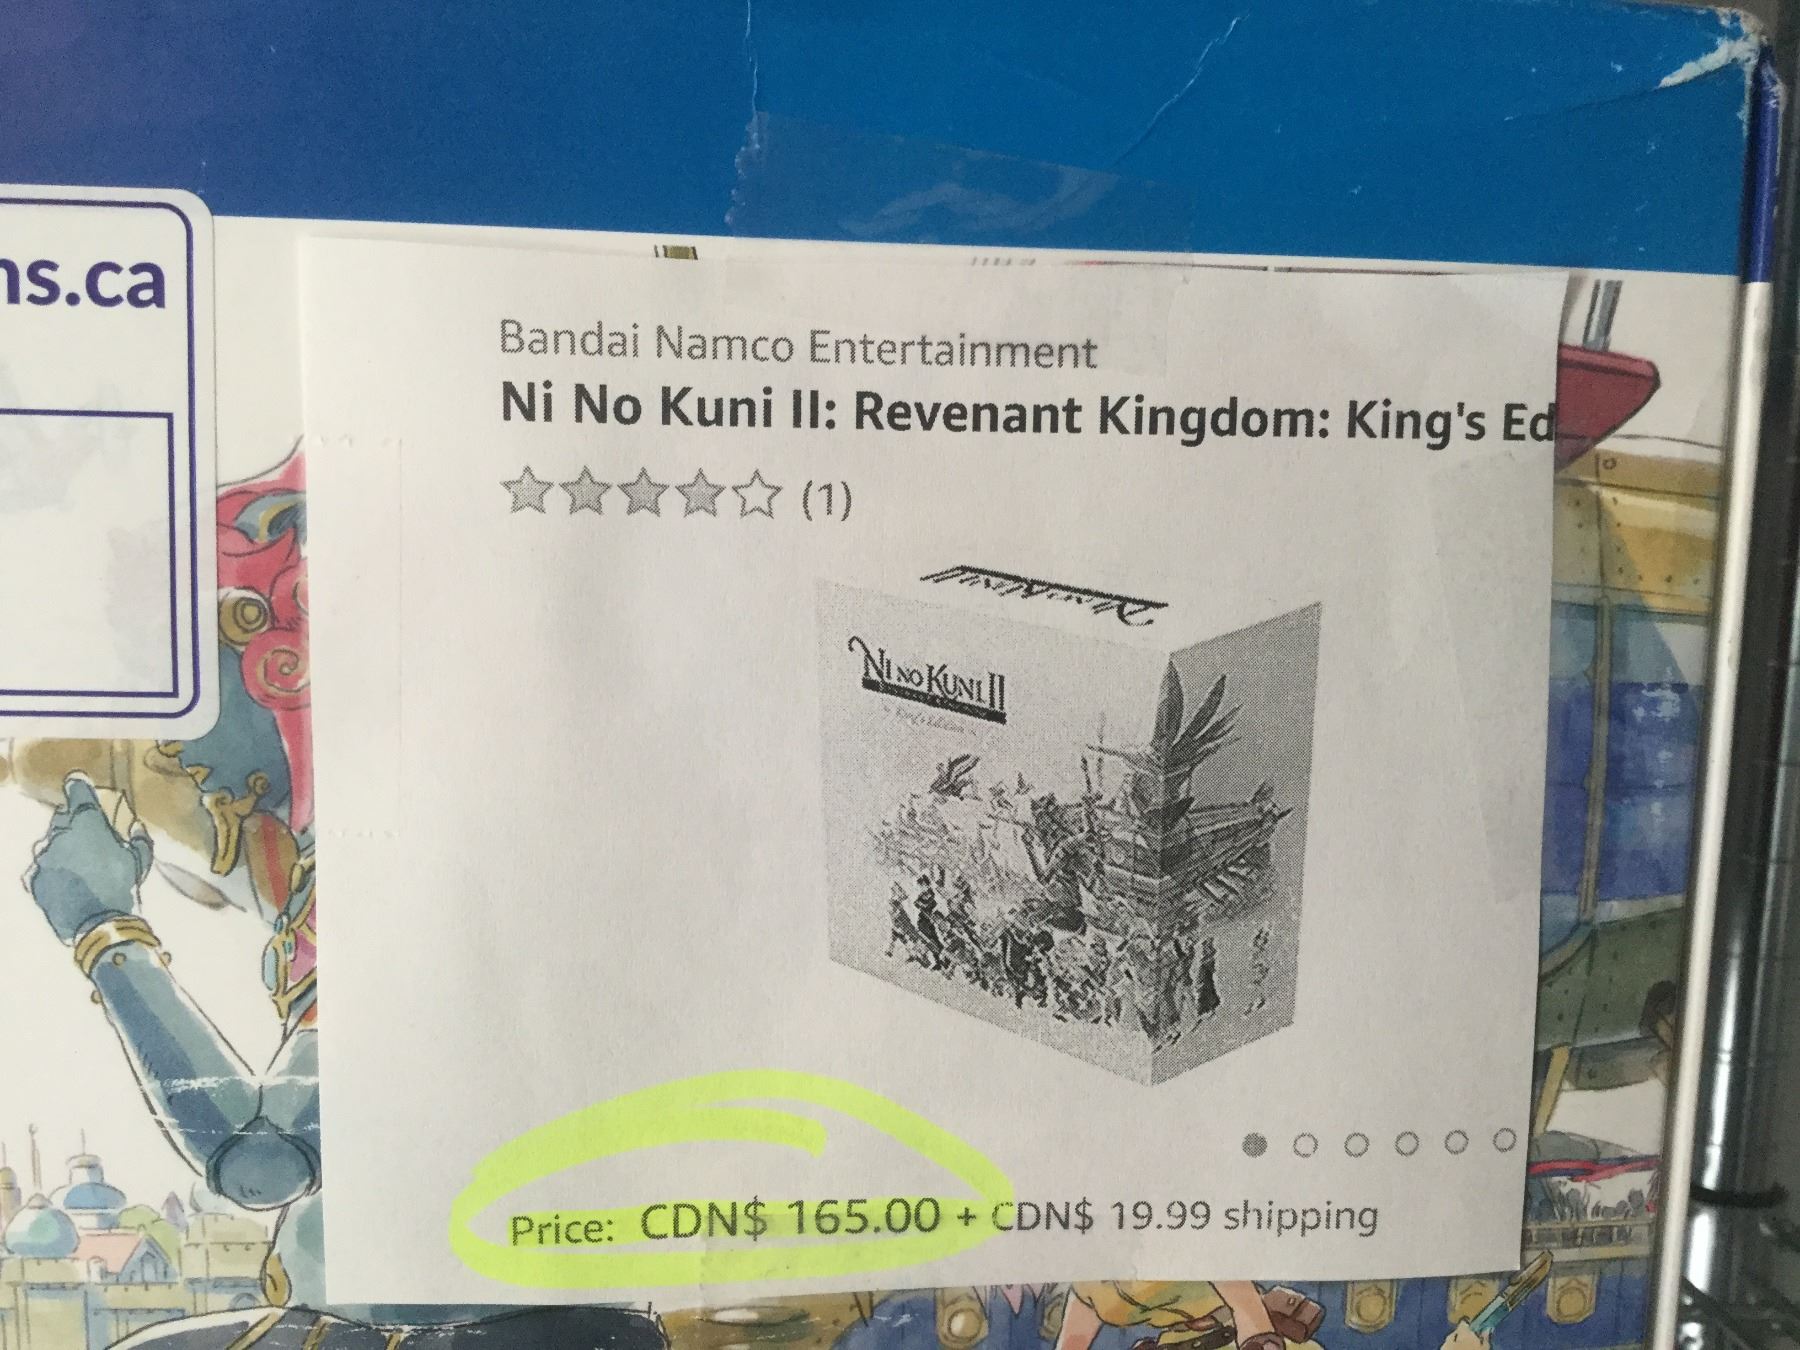 ns.ca
Bandai Namco Entertainment
Ni No Kuni II: Revenant Kingdom: King's Ed
(1)
NI NO KUNI II
Price: CDN$ 165.00 + CDN$ 19.99 shipping